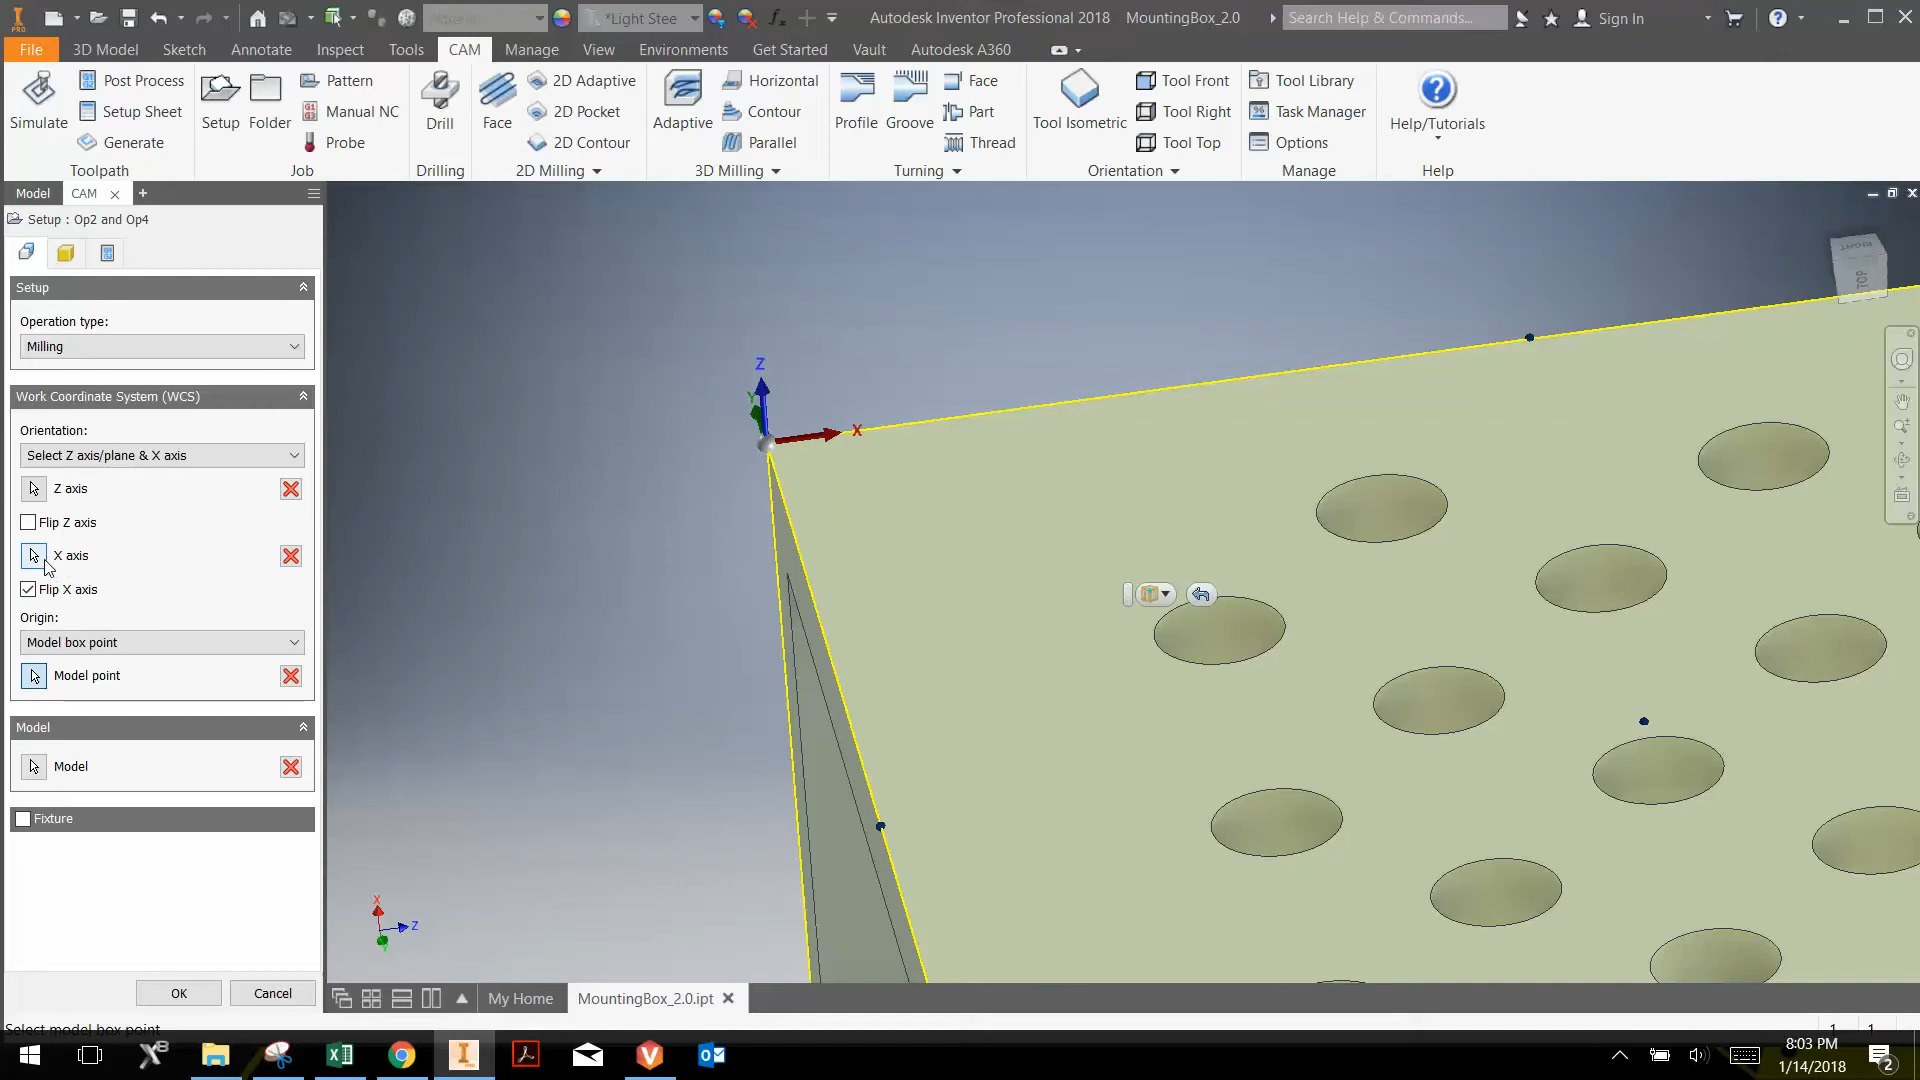 PRO
Material
*Light Stee
Autodesk Inventor Professional 2018 MountingBox_2.0
Search Help & Commands...
Sign In
File 3D Model Sketch Annotate Inspect Tools CAM Manage View Environments Get Started Vault Autodesk A360
Simulate
Post Process
Setup Sheet
Generate
Toolpath
Setup
Folder
Pattern
Manual NC
Probe
Job
Drill
Drilling
Face
2D Adaptive
2D Pocket
2D Contour
2D Milling
Adaptive
Horizontal
Contour
Parallel
3D Milling
Profile
Groove
Face
Part
Thread
Turning
Tool Isometric
Tool Front
Tool Right
Tool Top
Orientation
Tool Library
Task Manager
Options
Manage
Help/Tutorials
Help
Model CAM
Setup : Op2 and Op4
Setup
Operation type:
Milling
Work Coordinate System (WCS)
Orientation:
Select Z axis/plane & X axis
Z axis
Flip Z axis
X axis
Flip X axis
Origin:
Model box point
Model point
Model
Model
Fixture
OK Cancel
Z
Y
X
RIGHT
TOP
X
Z
Y
My Home MountingBox_2.0.ipt
Select model box point
1 1
8:03 PM
1/14/2018
2